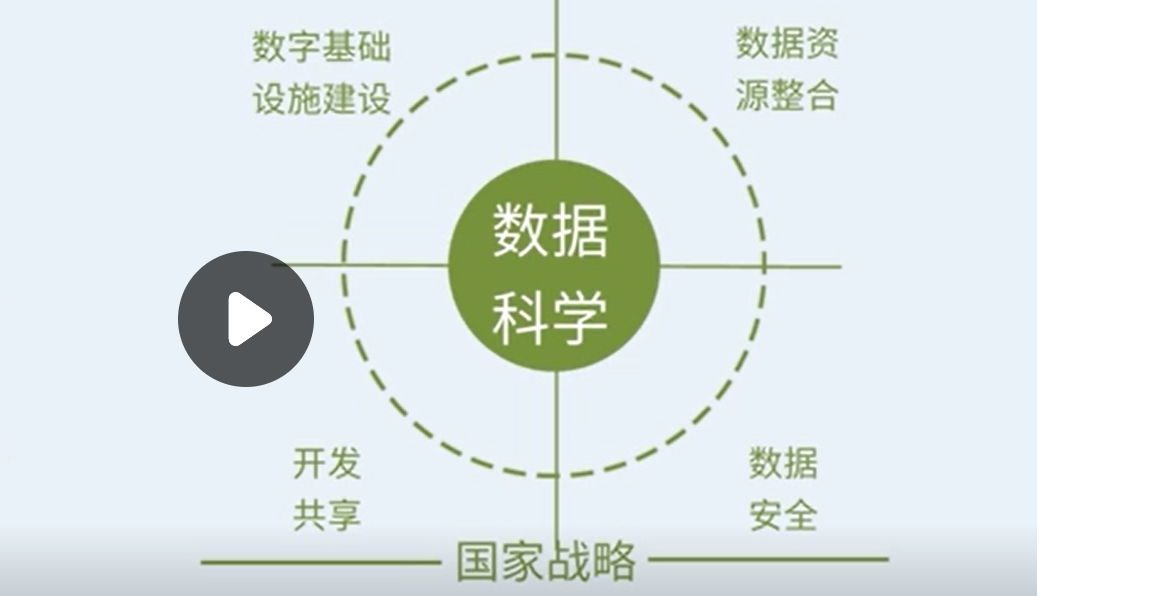 数字基础
设施建设
数据资
源整合
数据
科学
开发
共享
数据
安全
国家战略